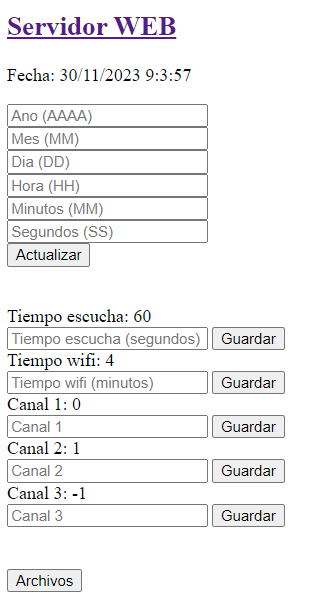 Servidor WEB
Fecha: 30/11/2023 9:3:57
Ano (AAAA)
Mes (MM)
Dia (DD)
Hora (HH)
Minutos (MM)
Segundos (SS)
Actualizar
Tiempo escucha: 60
Tiempo escucha (segundos) Guardar
Tiempo wifi: 4
Tiempo wifi (minutos) Guardar
Canal 1: 0
Canal 1 Guardar
Canal 2: 1
Canal 2 Guardar
Canal 3: -1
Canal 3 Guardar
Archivos